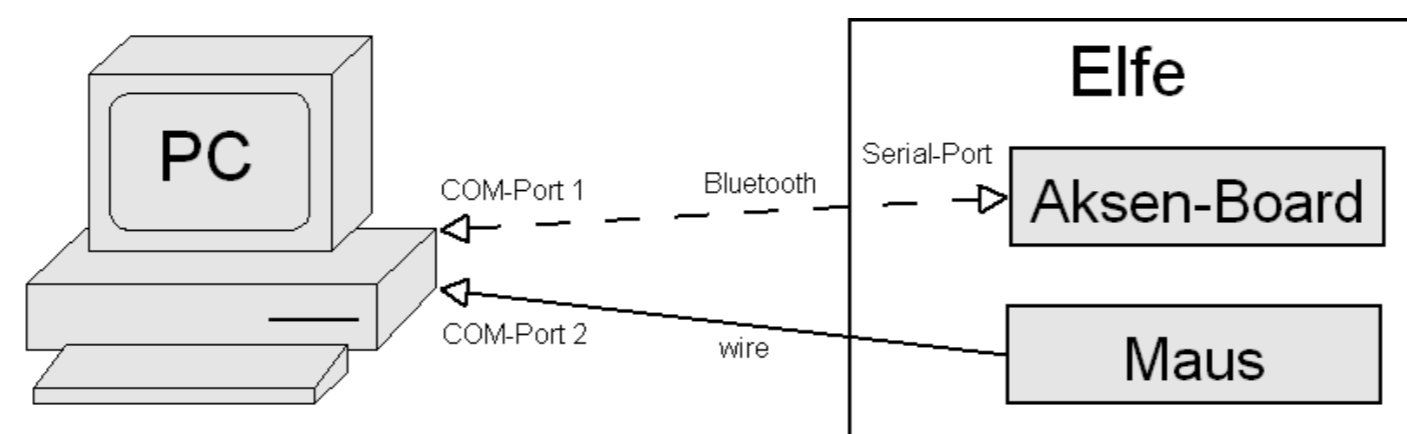 Elfe
PC
Serial-Port
COM-Port 1
Bluetooth
Aksen-Board
COM-Port 2
wire
Maus